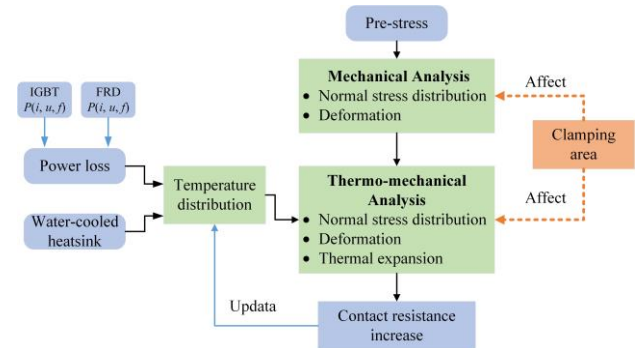 Pre-stress
IGBT
P(i, u, f)
FRD
P(i, u, f)
Power loss
Water-cooled
heatsink
Temperature
distribution
Mechanical Analysis
• Normal stress distribution
• Deformation
Affect
Clamping
area
Affect
Thermo-mechanical
Analysis
• Normal stress distribution
• Deformation
• Thermal expansion
Updata
Contact resistance
increase